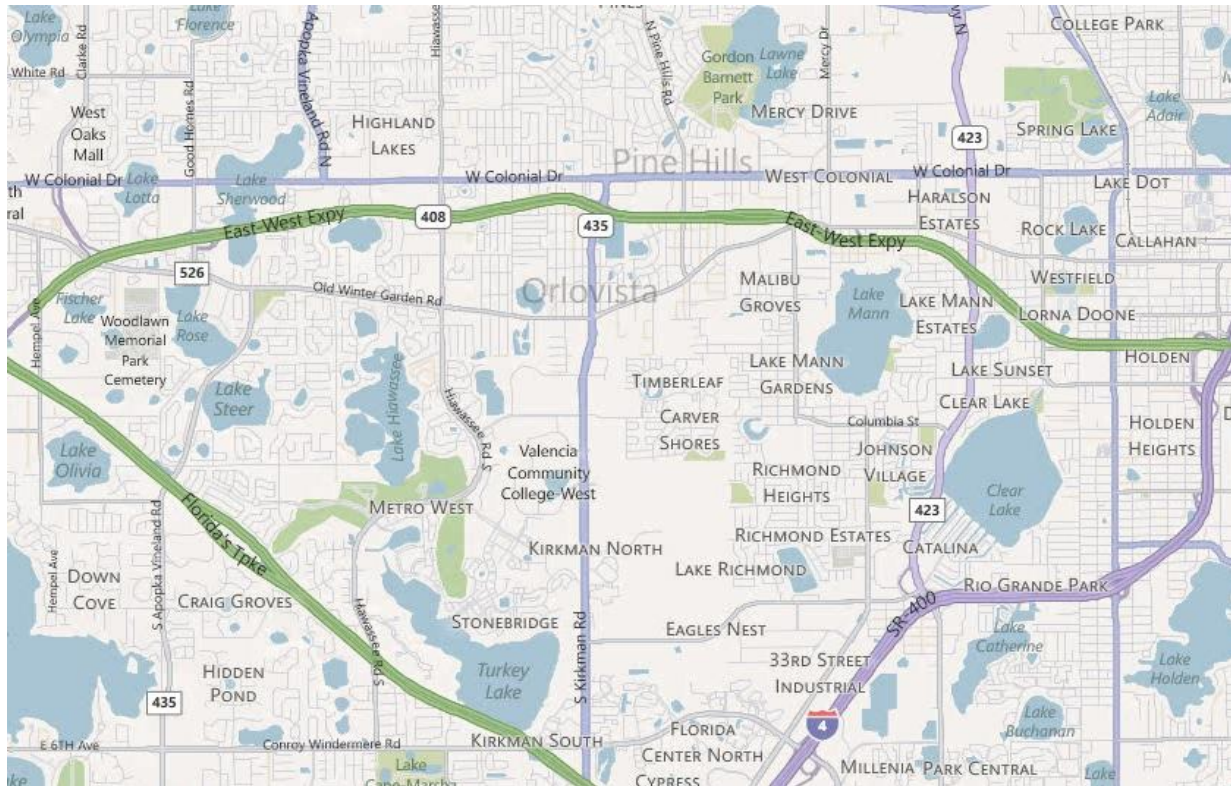 Lake
Olympia
Clarke Rd
White Rd
Lake
Florence
Apopka Vineland Rd N
Hiawassee
PINES
N Pine Hills Rd
Gordon
Barnett
Park
Lawne
Lake
Mercy Dr
MERCY DRIVE
COLLEGE PARK
Lake
Adair
SPRING LAKE
423
West
Oaks
Mall
Good Homes Rd
HIGHLAND
LAKES
W Colonial Dr
Lake
Lotta
Lake
Sherwood
W Colonial Dr
Pine Hills
WEST COLONIAL
W Colonial Dr
LAKE DOT
HARALSON
ESTATES
ROCK LAKE
CALLAHAN
East-West Expy
408
435
East-West Expy
526
Old Winter Garden Rd
Orlovista
MALIBU
GROVES
Lake
Mann
WESTFIELD
LAKE MANN
ESTATES
LORNA DOONE
HOLDEN
Hempel Ave
Fischer
Lake
Woodlawn
Memorial
Park
Cemetery
Lake
Rose
Lake
Steer
Lake Hiawassee
Hiawassee Rd S
TIMBERLEAF
LAKE MANN
GARDENS
LAKE SUNSET
CLEAR LAKE
CARVER
SHORES
Columbia St
JOHNSON
VILLAGE
HOLDEN
HEIGHTS
Lake
Olivia
Valencia
Community
College-West
RICHMOND
HEIGHTS
Clear
Lake
METRO WEST
423
Florida's Tpke
S Apopka Vineland Rd
KIRKMAN NORTH
RICHMOND ESTATES
CATALINA
Hempel Ave
DOWN
COVE
CRAIG GROVES
LAKE RICHMOND
RIO GRANDE PARK
SR-400
Hiawassee Rd S
STONEBRIDGE
EAGLES NEST
S Kirkman Rd
Lake
Catherine
HIDDEN
POND
Turkey
Lake
33RD STREET
INDUSTRIAL
Lake
Holden
435
4
Lake
Buchanan
E 6TH Ave
Conroy Windermere Rd
KIRKMAN SOUTH
FLORIDA
CENTER NORTH
CYPRESS
MILLENIA
PARK CENTRAL
Lake
Lake